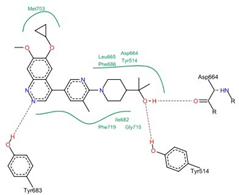 Met703
O
O
Leu665 Asp664
Phe686 Tyr514
Asp664
N
N
N
N
O
H
O
N-R
R
Ile682
Phe719 Gly715
H
O
H
O
Tyr683
Tyr514